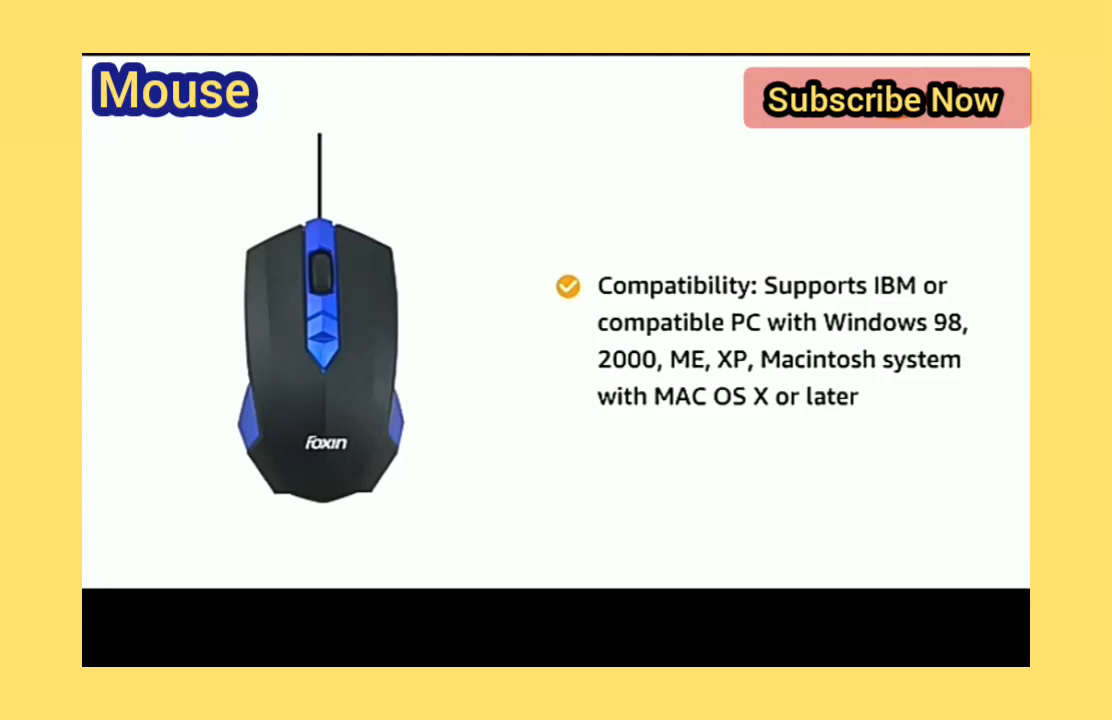 Mouse
Subscribe Now
Compatibility: Supports IBM or
compatible PC with Windows 98,
2000, ME, XP, Macintosh system
with MAC OS X or later
Foxin